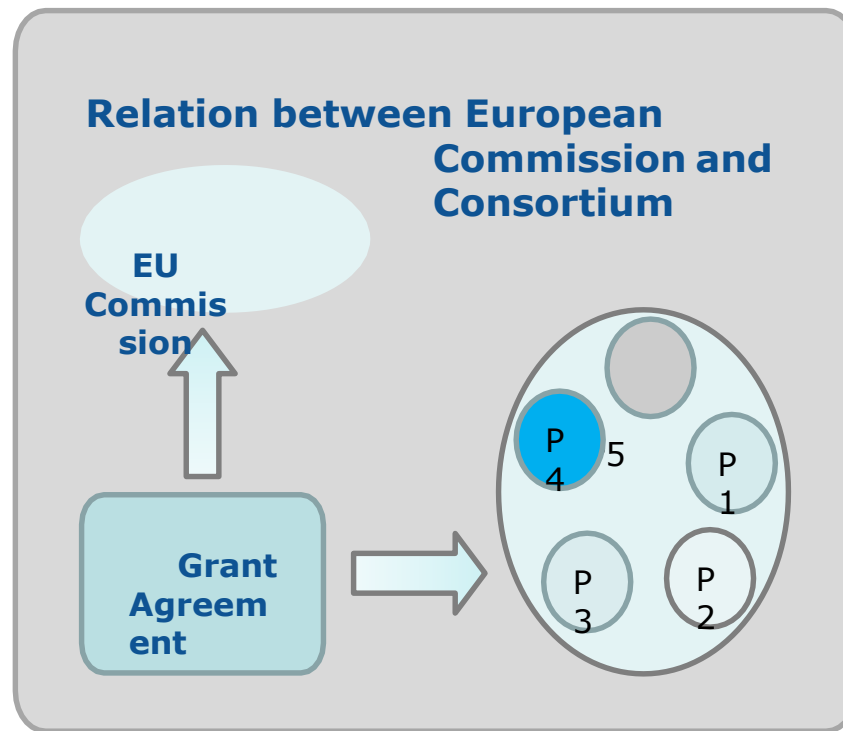 Relation between European
Commission and
Consortium
EU
Commis
sion
P
4
5
P
1
Grant
Agreem
ent
P
3
P
2